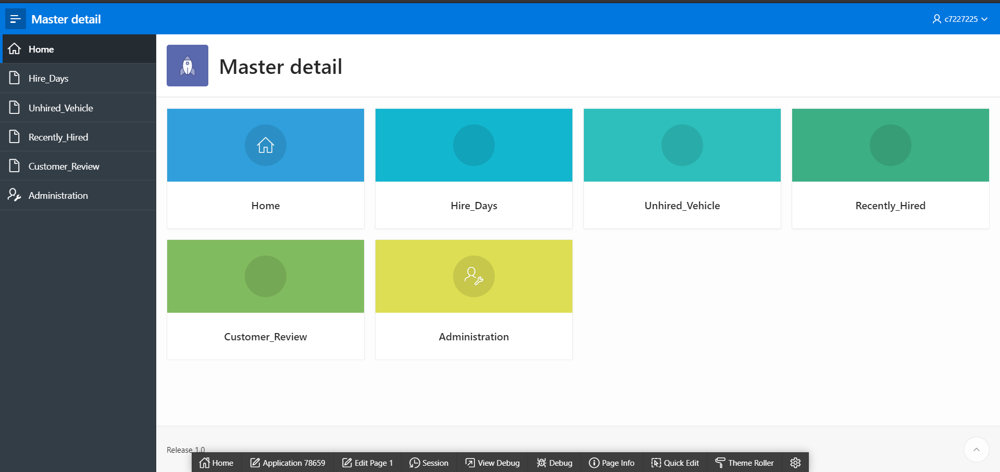 Master detail
c7227225
Home
Hire_Days
Unhired_Vehicle
Recently_Hired
Customer_Review
Administration
Master detail
Home
Hire_Days
Unhired_Vehicle
Recently_Hired
Customer_Review
Administration
Release 1.0
Home
Application 78659
Edit Page 1
Session
View Debug
Debug
Page Info
Quick Edit
Theme Roller